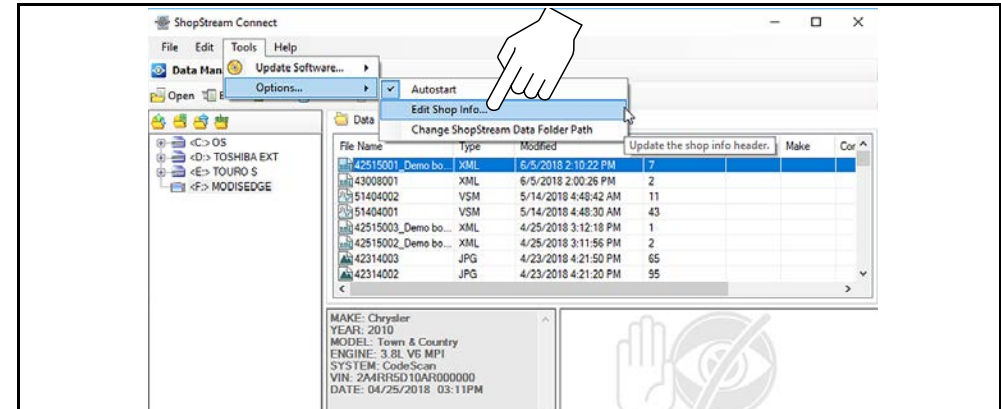 ShopStream Connect
File Edit Tools Help
Data Man
Update Software...
Options...
Open E
Autostart
Edit Shop Info...
Change ShopStream Data Folder Path
Update the shop info header.
<C:> OS
<D:> TOSHIBA EXT
<E:> TOURO S
<F:> MODISEDGE
Data
File Name Type Modified Make Cor
42515001_Demo bo... XML 6/5/2018 2:10:22 PM 7
43008001 XML 6/5/2018 2:00:26 PM 2
51404002 VSM 5/14/2018 4:48:42 AM 11
51404001 VSM 5/14/2018 4:48:30 AM 43
42515003_Demo bo... XML 4/25/2018 3:12:18 PM 1
42515002_Demo bo... XML 4/25/2018 3:11:56 PM 2
42314003 JPG 4/23/2018 4:21:50 PM 65
42314002 JPG 4/23/2018 4:21:20 PM 95
MAKE: Chrysler
YEAR: 2010
MODEL: Town & Country
ENGINE: 3.8L V6 MPI
SYSTEM: CodeScan
VIN: 2A4RR5D10AR000000
DATE: 04/25/2018 03:11PM